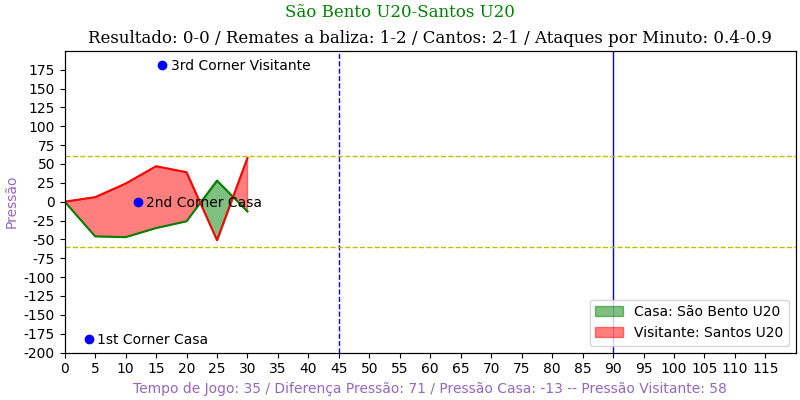 São Bento U20-Santos U20
Resultado: 0-0 / Remates a baliza: 1-2 / Cantos: 2-1 / Ataques por Minuto: 0.4-0.9
Pressão
175
150
125
100
75
50
25
0
-25
-50
-75
-100
-125
-150
-175
-200
3rd Corner Visitante
2nd Corner Casa
1st Corner Casa
Casa: São Bento U20
Visitante: Santos U20
0 5 10 15 20 25 30 35 40 45 50 55 60 65 70 75 80 85 90 95 100 105 110 115
Tempo de Jogo: 35 / Diferença Pressão: 71 / Pressão Casa: -13 -- Pressão Visitante: 58